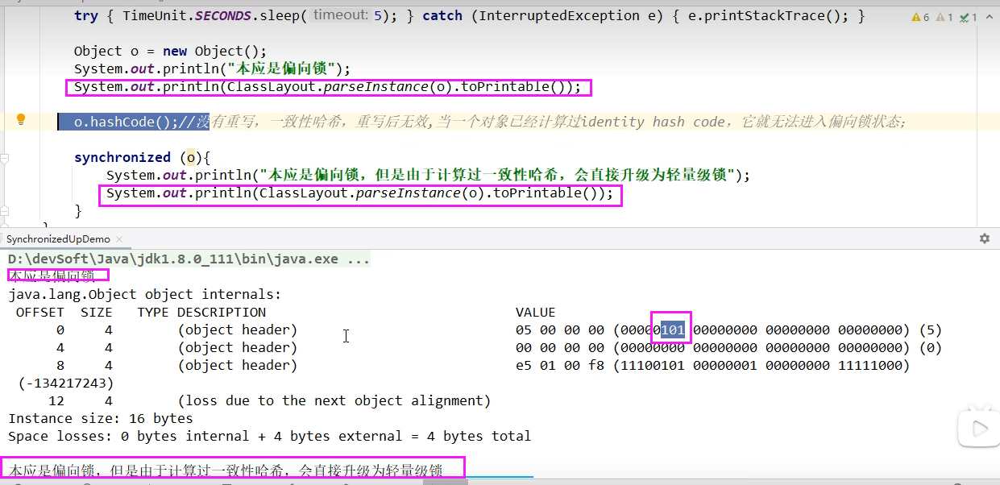 try { TimeUnit.SECONDS.sleep( timeout: 5); } catch (InterruptedException e) { e.printStackTrace(); }
6 1 1
Object o = new Object();
System.out.println("本应是偏向锁");
System.out.println(ClassLayout.parseInstance(o).toPrintable());
o.hashCode();//没有重写，一致性哈希，重写后无效,当一个对象已经计算过identity hash code，它就无法进入偏向锁状态；
synchronized (o){
System.out.println("本应是偏向锁，但是由于计算过一致性哈希，会直接升级为轻量级锁");
System.out.println(ClassLayout.parseInstance(o).toPrintable());
}
SynchronizedUpDemo
D:\devSoft\Java\jdk1.8.0_111\bin\java.exe ...
本应是偏向锁
java.lang.Object object internals:
OFFSET SIZE TYPE DESCRIPTION VALUE
0 4 (object header) 05 00 00 00 (00000101 00000000 00000000 00000000) (5)
4 4 (object header) 00 00 00 00 (00000000 00000000 00000000 00000000) (0)
8 4 (object header) e5 01 00 f8 (11100101 00000001 00000000 11111000)
(-134217243)
12 4 (loss due to the next object alignment)
Instance size: 16 bytes
Space losses: 0 bytes internal + 4 bytes external = 4 bytes total
本应是偏向锁，但是由于计算过一致性哈希，会直接升级为轻量级锁